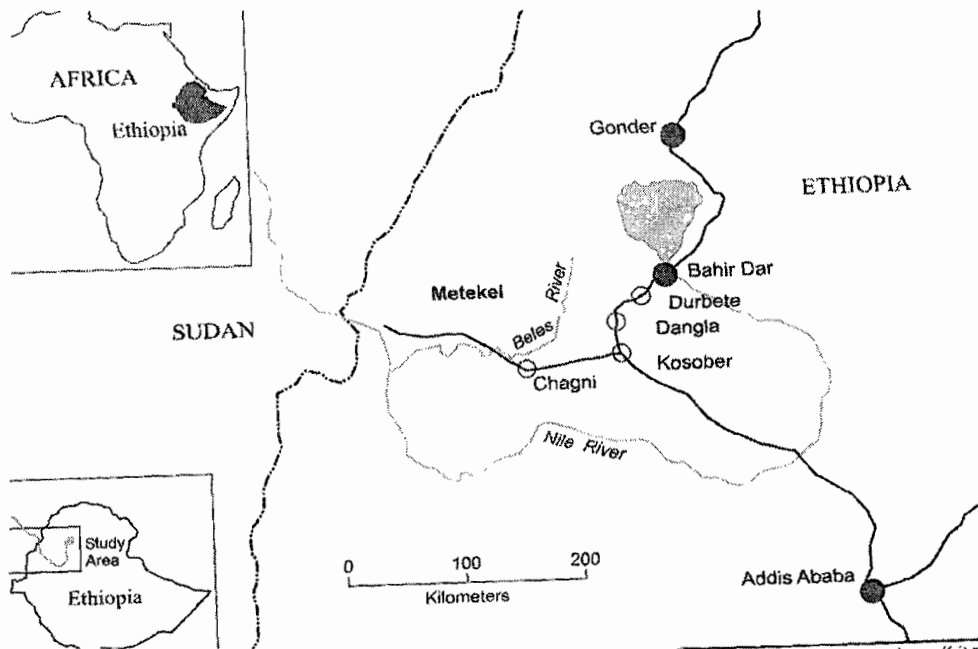 AFRICA
Ethiopia
Gonder
ETHIOPIA
Bahir Dar
Metekel
Beles River
Durbete
SUDAN
Dangla
Kosober
Chagni
Nile River
Study
Area
Ethiopia
0 100 200
Kilometers
Addis Ababa